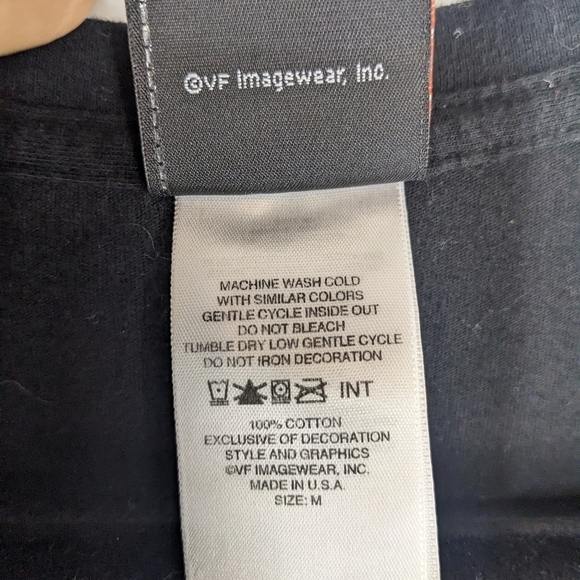 ©VF Imagewear, Inc.
MACHINE WASH COLD
WITH SIMILAR COLORS
GENTLE CYCLE INSIDE OUT
DO NOT BLEACH
TUMBLE DRY LOW GENTLE CYCLE
DO NOT IRON DECORATION
INT
100% COTTON
EXCLUSIVE OF DECORATION
STYLE AND GRAPHICS
©VF IMAGEWEAR, INC.
MADE IN U.S.A.
SIZE: M